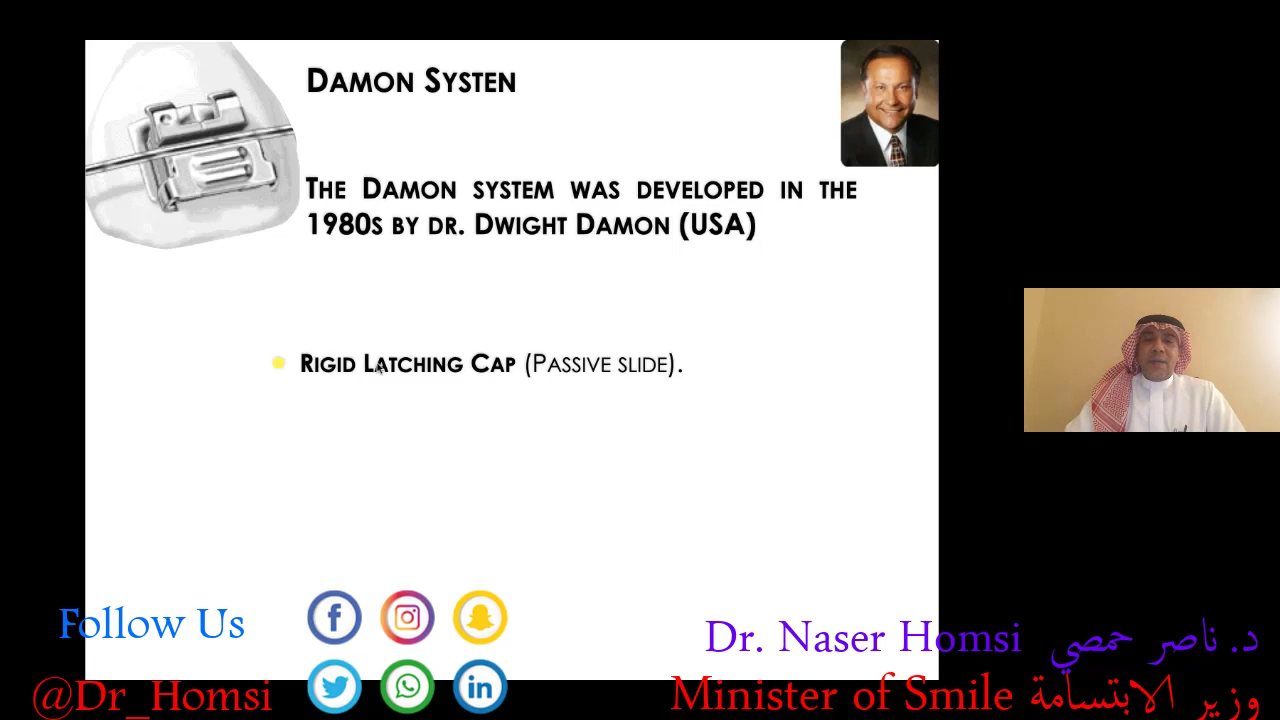 Damon Systen
The Damon system was developed in the
1980s by dr. Dwight Damon (USA)
Rigid Latching Cap (Passive slide).
Follow Us
@Dr_Homsi
Dr. Naser Homsi د. ناصر حمصي
Minister of Smile وزير الابتسامة